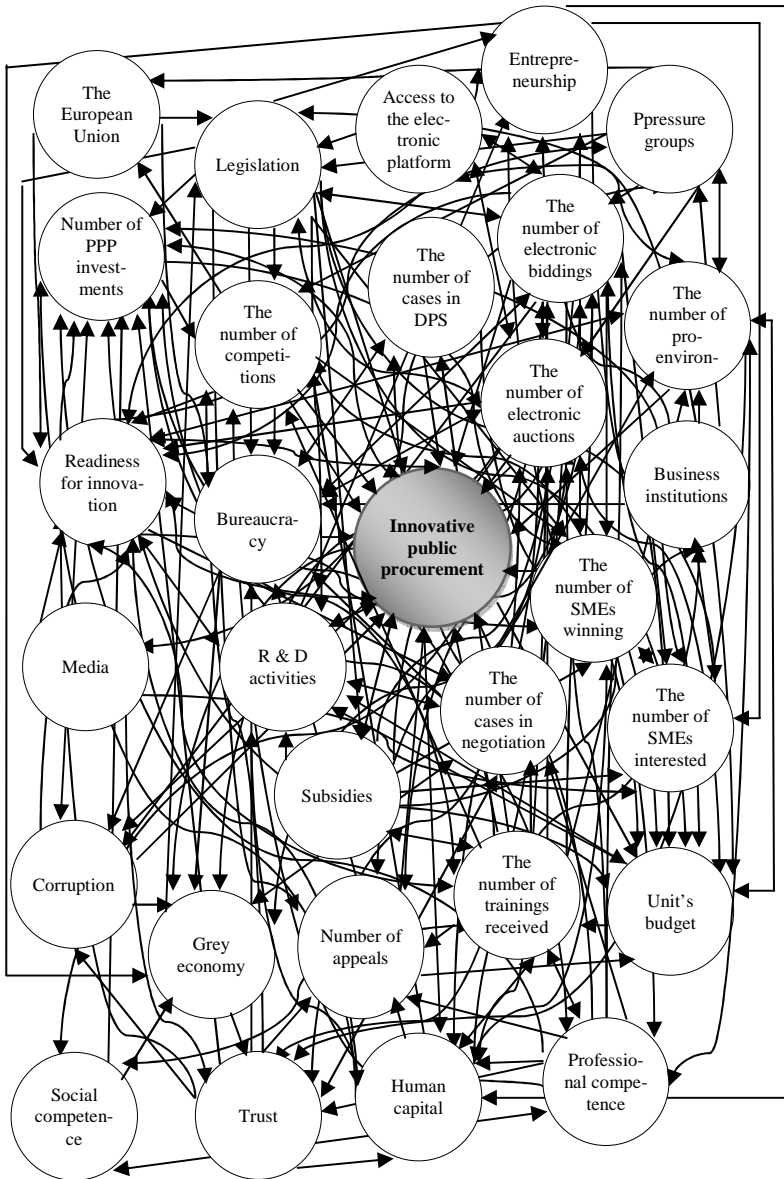 Entrepre-
neurship
The
European
Union
Access to
the elec-
tronic
platform
Ppressure
groups
Legislation
Number of
PPP
invest-
ments
The
number of
electronic
biddings
The
number of
cases in
DPS
The
number of
pro-
environ-
The
number of
competi-
tions
The
number of
electronic
auctions
Readiness
for innova-
tion
Business
institutions
Bureaucra-
cy
Innovative
public
procurement
The
number of
SMEs
winning
Media
R & D
activities
The
number of
cases in
negotiation
The
number of
SMEs
interested
Subsidies
Corruption
The
number of
trainings
received
Unit's
budget
Grey
economy
Number of
appeals
Social
competen-
ce
Trust
Human
capital
Professio-
nal compe-
tence